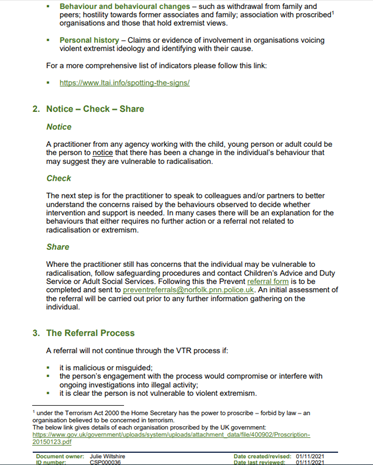 • Behaviour and behavioural changes – such as withdrawal from family and
peers; hostility towards former associates and family; association with proscribed¹
organisations and those that hold extremist views.
• Personal history – Claims or evidence of involvement in organisations voicing
violent extremist ideology and identifying with their cause.
For a more comprehensive list of indicators please follow this link:
• https://www.ltai.info/spotting-the-signs/
2. Notice – Check – Share
Notice
A practitioner from any agency working with the child, young person or adult could be
the person to notice that there has been a change in the individual's behaviour that
may suggest they are vulnerable to radicalisation.
Check
The next step is for the practitioner to speak to colleagues and/or partners to better
understand the concerns raised by the behaviours observed to decide whether
intervention and support is needed. In many cases there will be an explanation for the
behaviours that either requires no further action or a referral not related to
radicalisation or extremism.
Share
Where the practitioner still has concerns that the individual may be vulnerable to
radicalisation, follow safeguarding procedures and contact Children's Advice and Duty
Service or Adult Social Services. Following this the Prevent referral form is to be
completed and sent to preventreferrals@norfolk.pnn.police.uk. An initial assessment of
the referral will be carried out prior to any further information gathering on the
individual.
3. The Referral Process
A referral will not continue through the VTR process if:
• it is malicious or misguided;
• the person's engagement with the process would compromise or interfere with
ongoing investigations into illegal activity;
• it is clear the person is not vulnerable to violent extremism.
¹ under the Terrorism Act 2000 the Home Secretary has the power to proscribe – forbid by law – an
organisation believed to be concerned in terrorism.
The below link gives details of each organisation proscribed by the UK government:
https://www.gov.uk/government/uploads/system/uploads/attachment_data/file/400902/Proscription-
20150123.pdf
Document owner: Julie Wiltshire Date created/revised: 01/11/2021
ID number: CSP000036 Date last reviewed: 01/11/2021